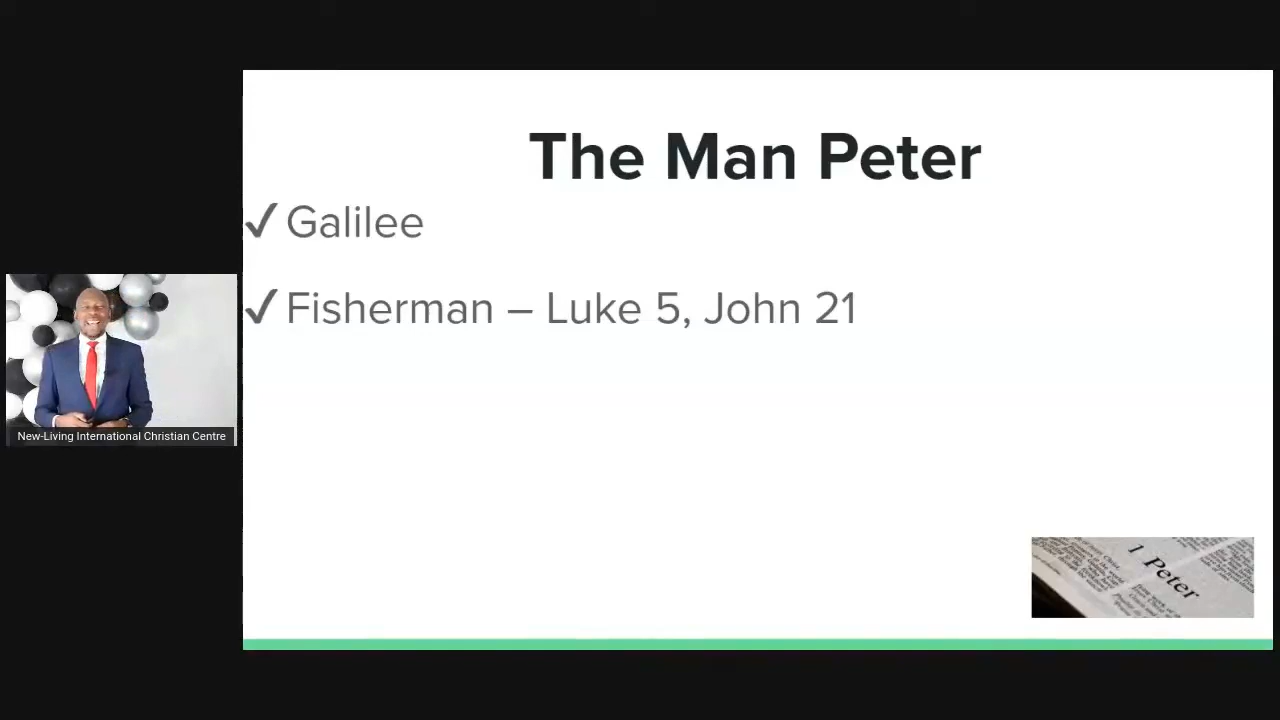 The Man Peter
✓ Galilee
✓ Fisherman – Luke 5, John 21
New-Living International Christian Centre
1 Peter